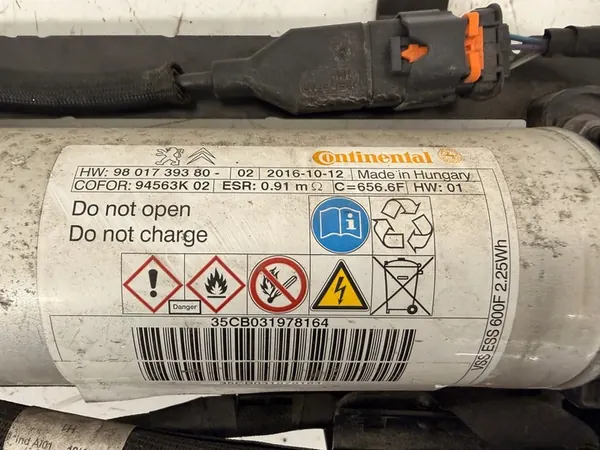 Continental
HW: 98 017 393 80 - 02 2016-10-12 Made in Hungary
COFOR: 94563K 02 ESR: 0.91 mΩ C=656.6F HW: 01
Do not open
Do not charge
Danger
35CB031978164
VSS ESS 600F 2.25Wh